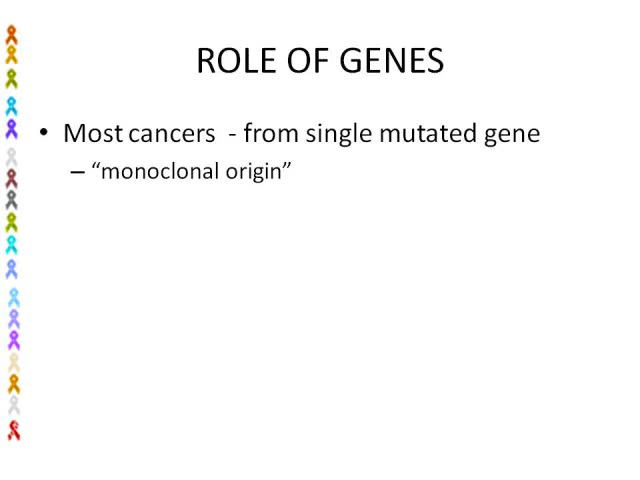 ROLE OF GENES
• Most cancers - from single mutated gene
– “monoclonal origin”